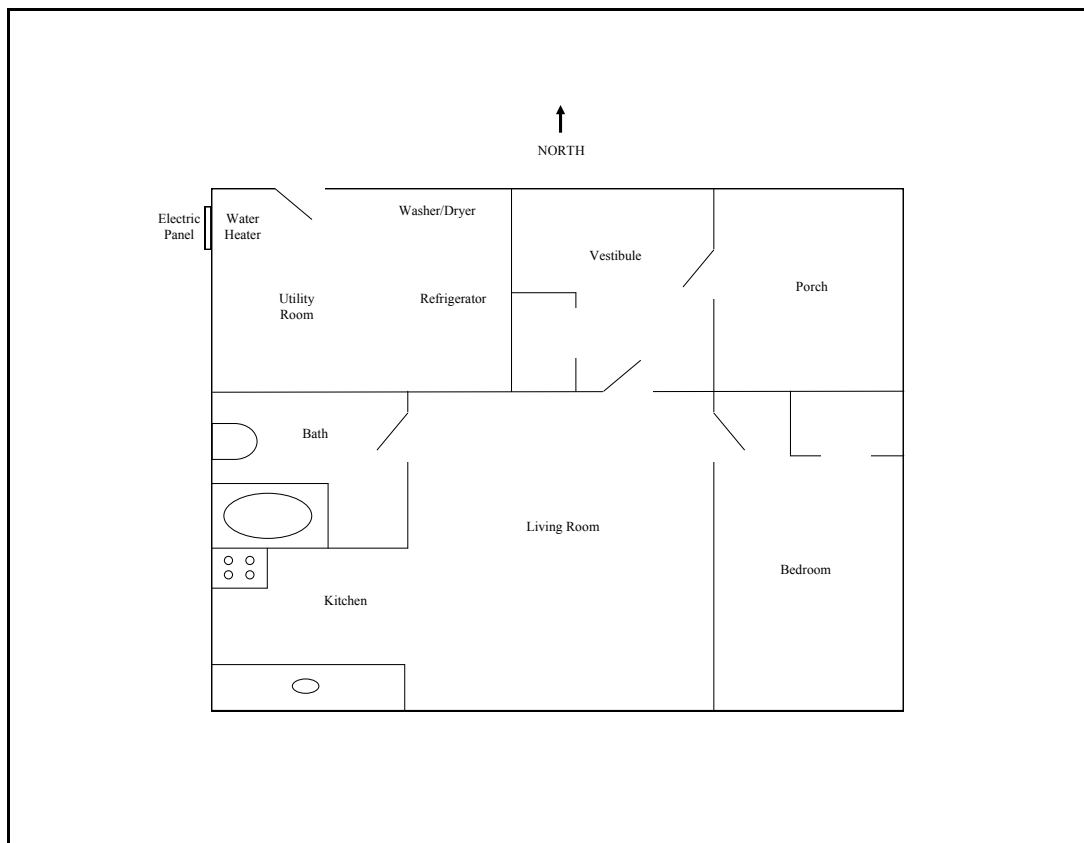 NORTH
Electric
Panel
Water
Heater
Washer/Dryer
Vestibule
Porch
Utility
Room
Refrigerator
Bath
Living Room
Bedroom
Kitchen